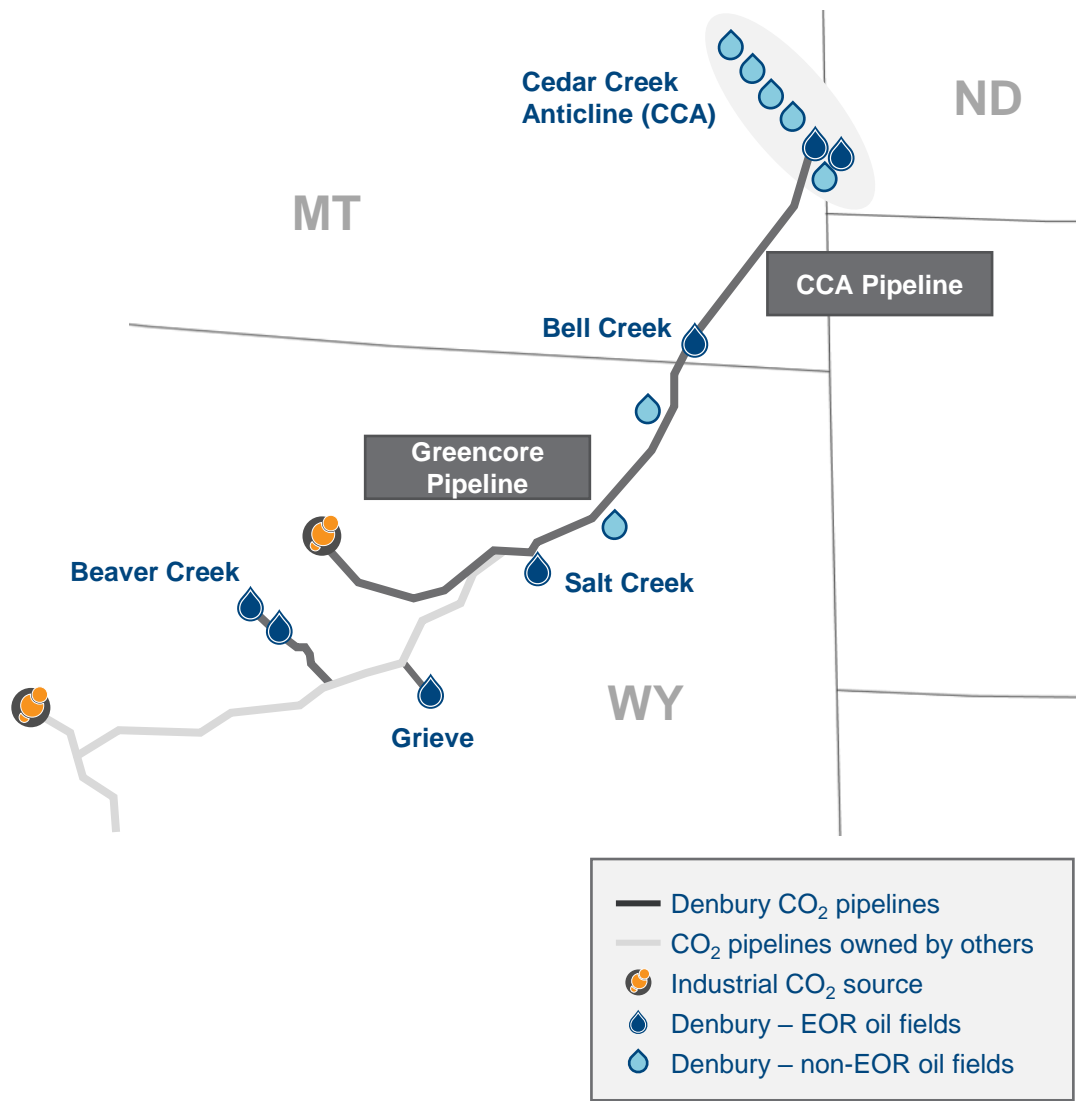 Cedar Creek
Anticline (CCA)
ND
MT
CCA Pipeline
Bell Creek
Greencore
Pipeline
Beaver Creek
Salt Creek
WY
Grieve
Denbury CO₂ pipelines
CO₂ pipelines owned by others
Industrial CO₂ source
Denbury – EOR oil fields
Denbury – non-EOR oil fields